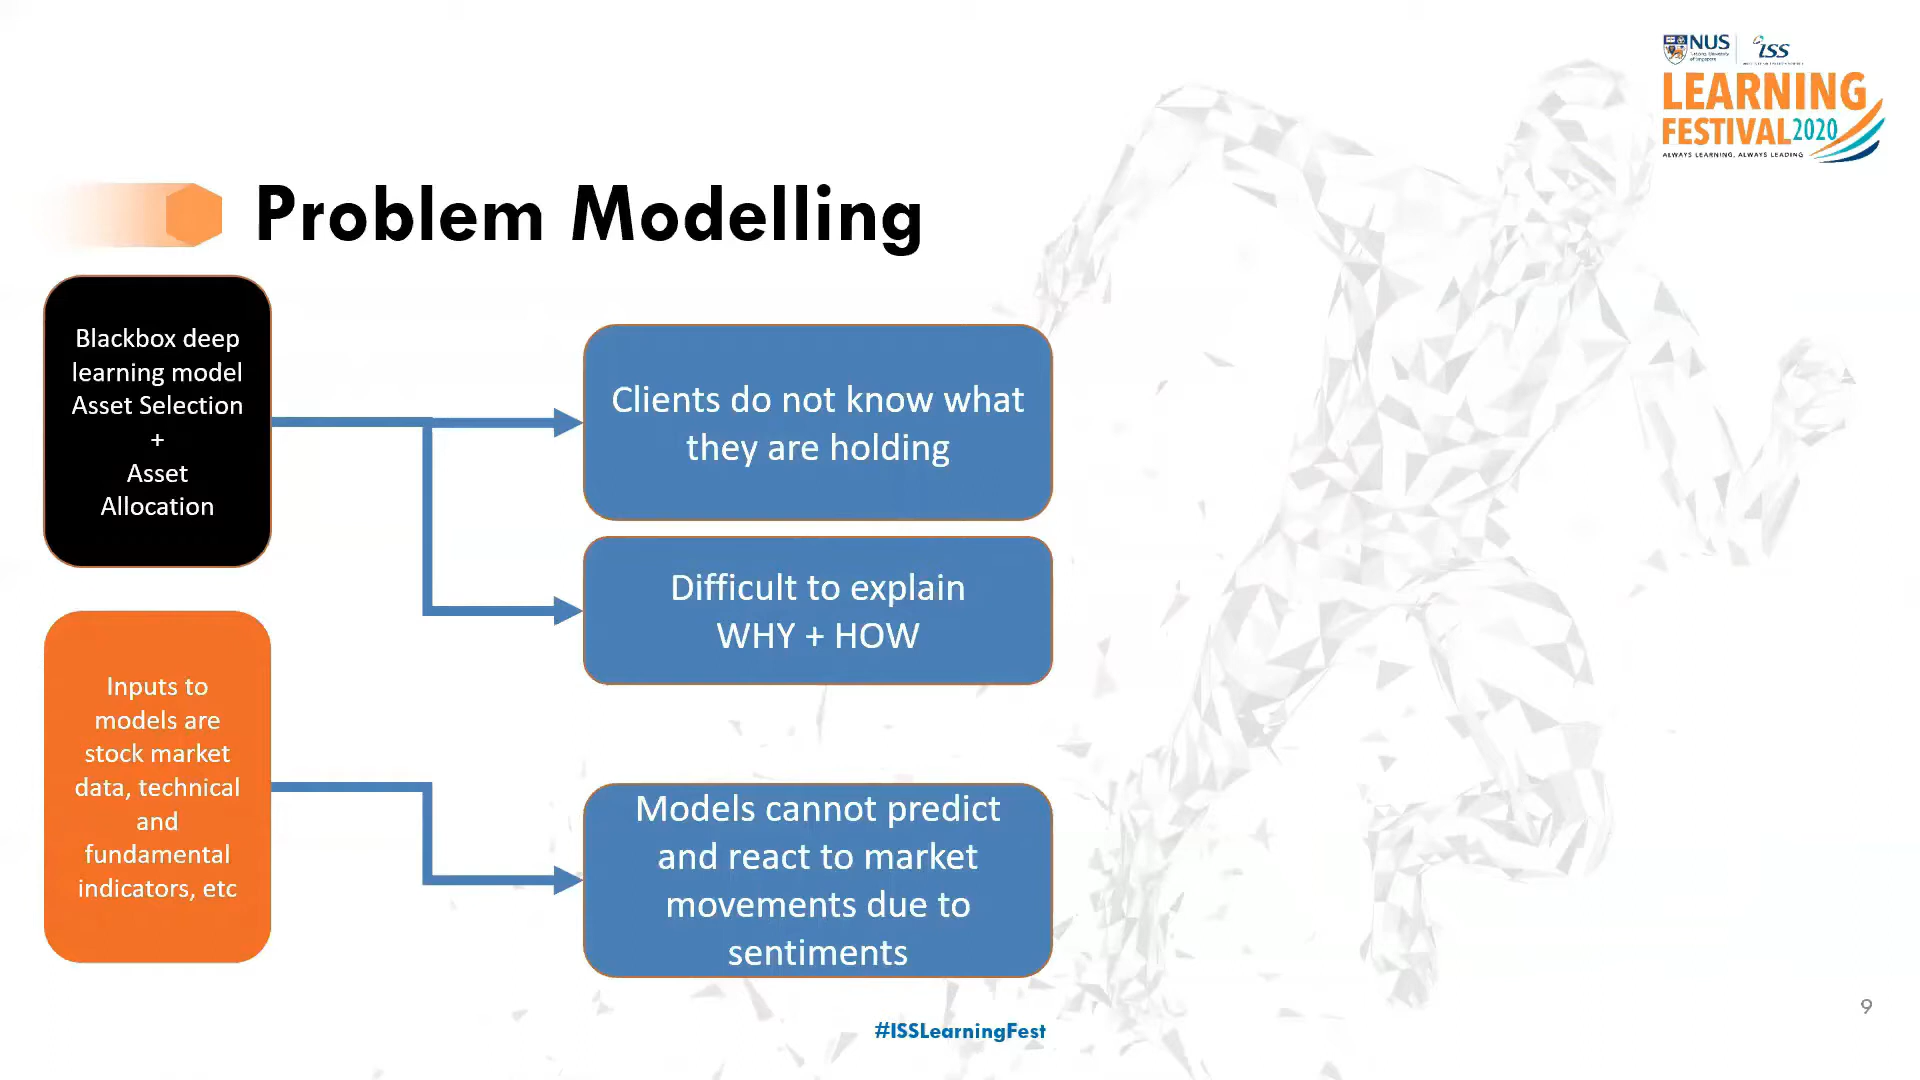 NUS
ISS
LEARNING
FESTIVAL 2020
ALWAYS LEARNING, ALWAYS LEADING
Problem Modelling
Blackbox deep
learning model
Asset Selection
+
Asset
Allocation
Clients do not know what
they are holding
Difficult to explain
WHY + HOW
Inputs to
models are
stock market
data, technical
and
fundamental
indicators, etc
Models cannot predict
and react to market
movements due to
sentiments
9
#ISSLearningFest